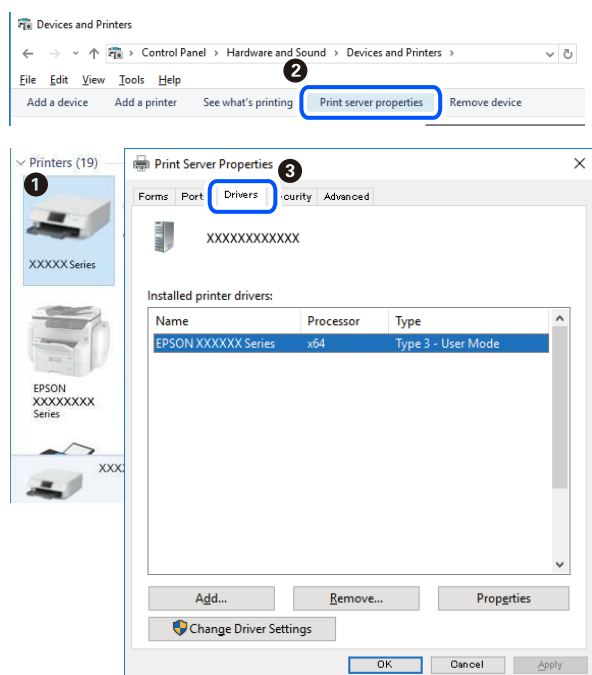 Devices and Printers
Control Panel > Hardware and Sound > Devices and Printers >
2
File Edit View Tools Help
Add a device Add a printer See what's printing Print server properties Remove device
Printers (19)
1
XXXXX Series
EPSON
XXXXXXXX
Series
XXX
Print Server Properties
3
Forms Port Drivers curity Advanced
XXXXXXXXXXXX
Installed printer drivers:
Name Processor Type
EPSON XXXXXX Series x64 Type 3 - User Mode
Add... Remove... Properties
Change Driver Settings
OK Cancel Apply